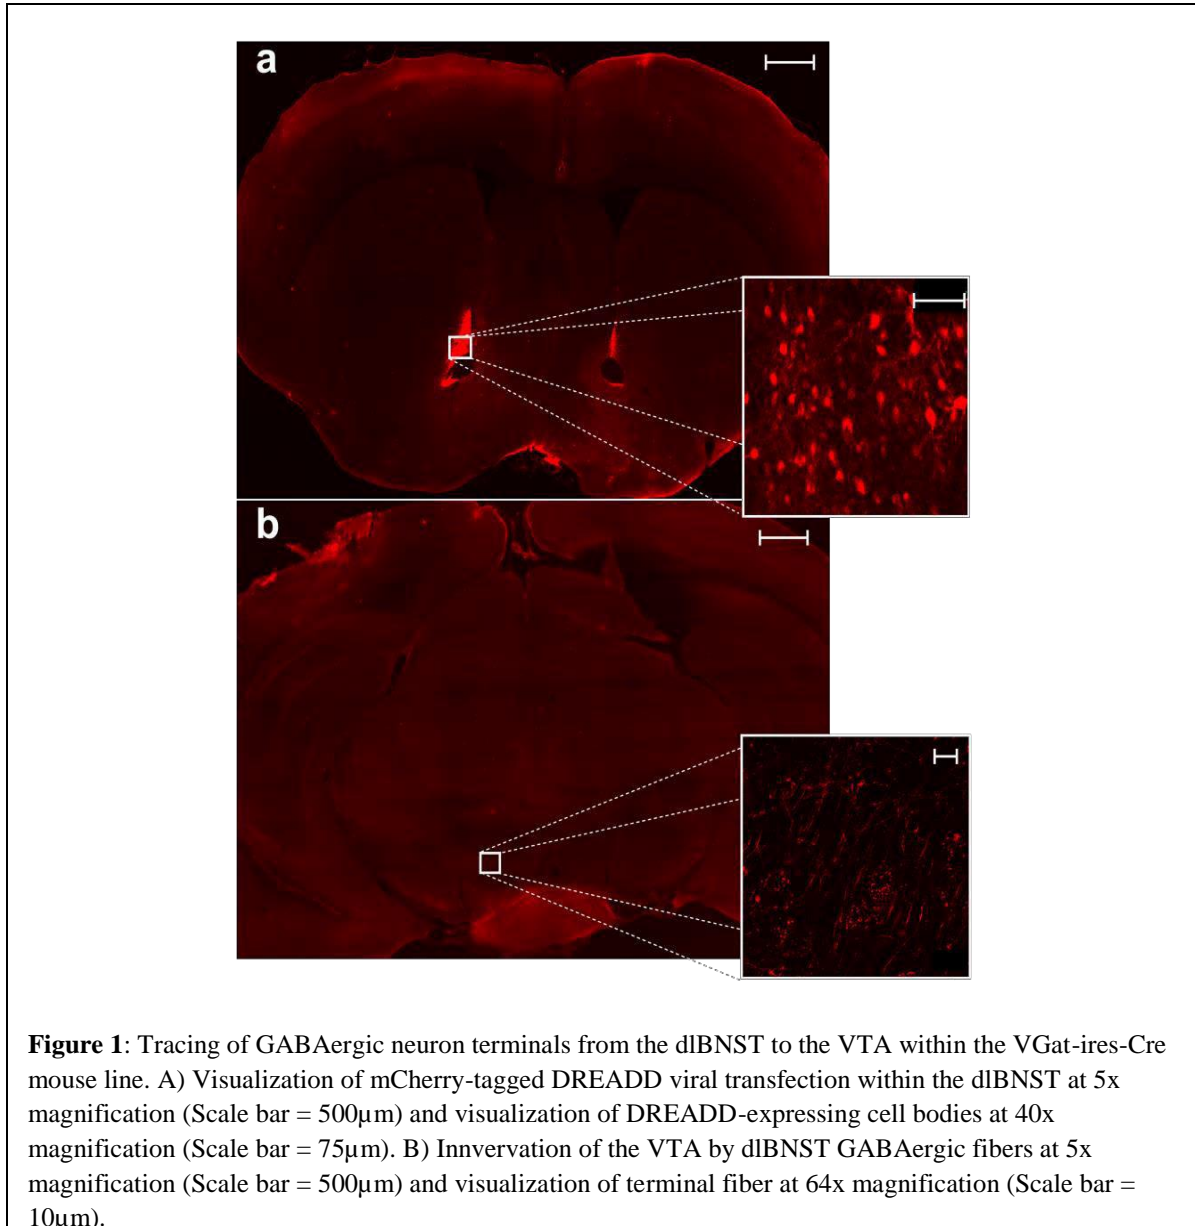 a
b
Figure 1: Tracing of GABAergic neuron terminals from the dlBNST to the VTA within the VGat-ires-Cre
mouse line. A) Visualization of mCherry-tagged DREADD viral transfection within the dlBNST at 5x
magnification (Scale bar = 500µm) and visualization of DREADD-expressing cell bodies at 40x
magnification (Scale bar = 75µm). B) Innvervation of the VTA by dlBNST GABAergic fibers at 5x
magnification (Scale bar = 500µm) and visualization of terminal fiber at 64x magnification (Scale bar =
10µm).